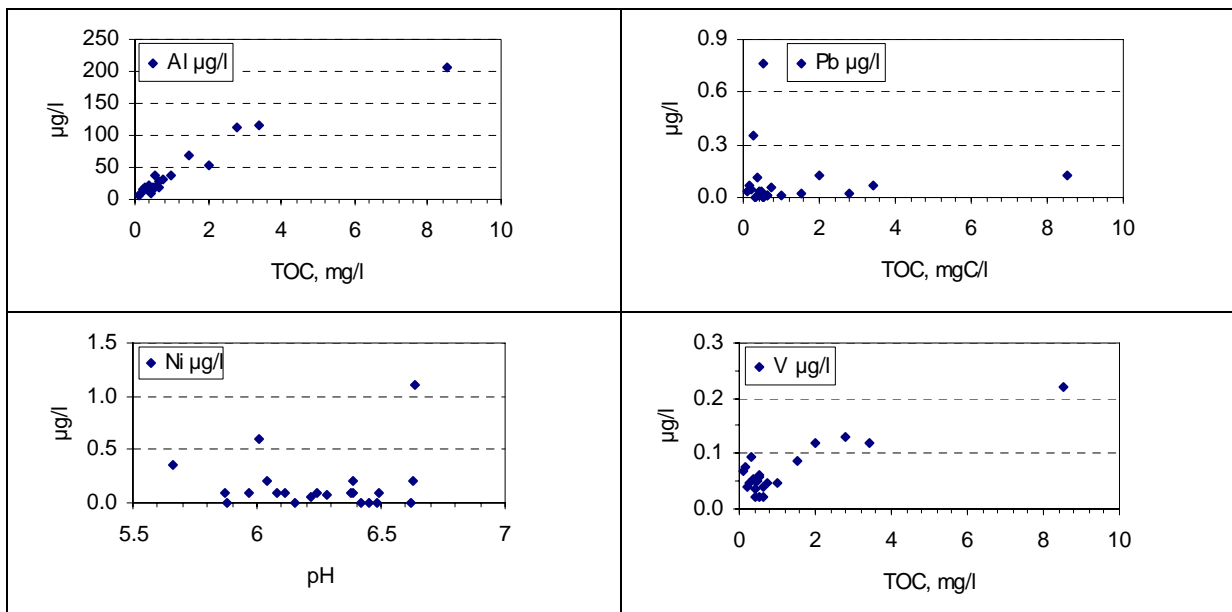 250
200
150
100
50
0
µg/l
Al µg/l
0 2 4 6 8 10
TOC, mg/l
0.9
0.6
0.3
0.0
µg/l
Pb µg/l
0 2 4 6 8 10
TOC, mgC/l
1.5
1.0
0.5
0.0
µg/l
Ni µg/l
5.5 6 6.5 7
pH
0.3
0.2
0.1
0.0
µg/l
V µg/l
0 2 4 6 8 10
TOC, mg/l